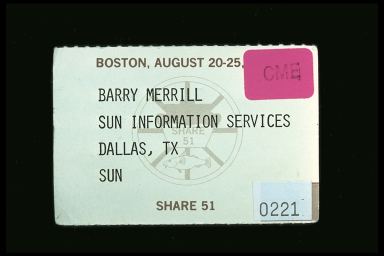 BOSTON, AUGUST 20-25,
CME
BARRY MERRILL
SUN INFORMATION SERVICES
SHARE
51
DALLAS, TX
SUN
SHARE 51
0221